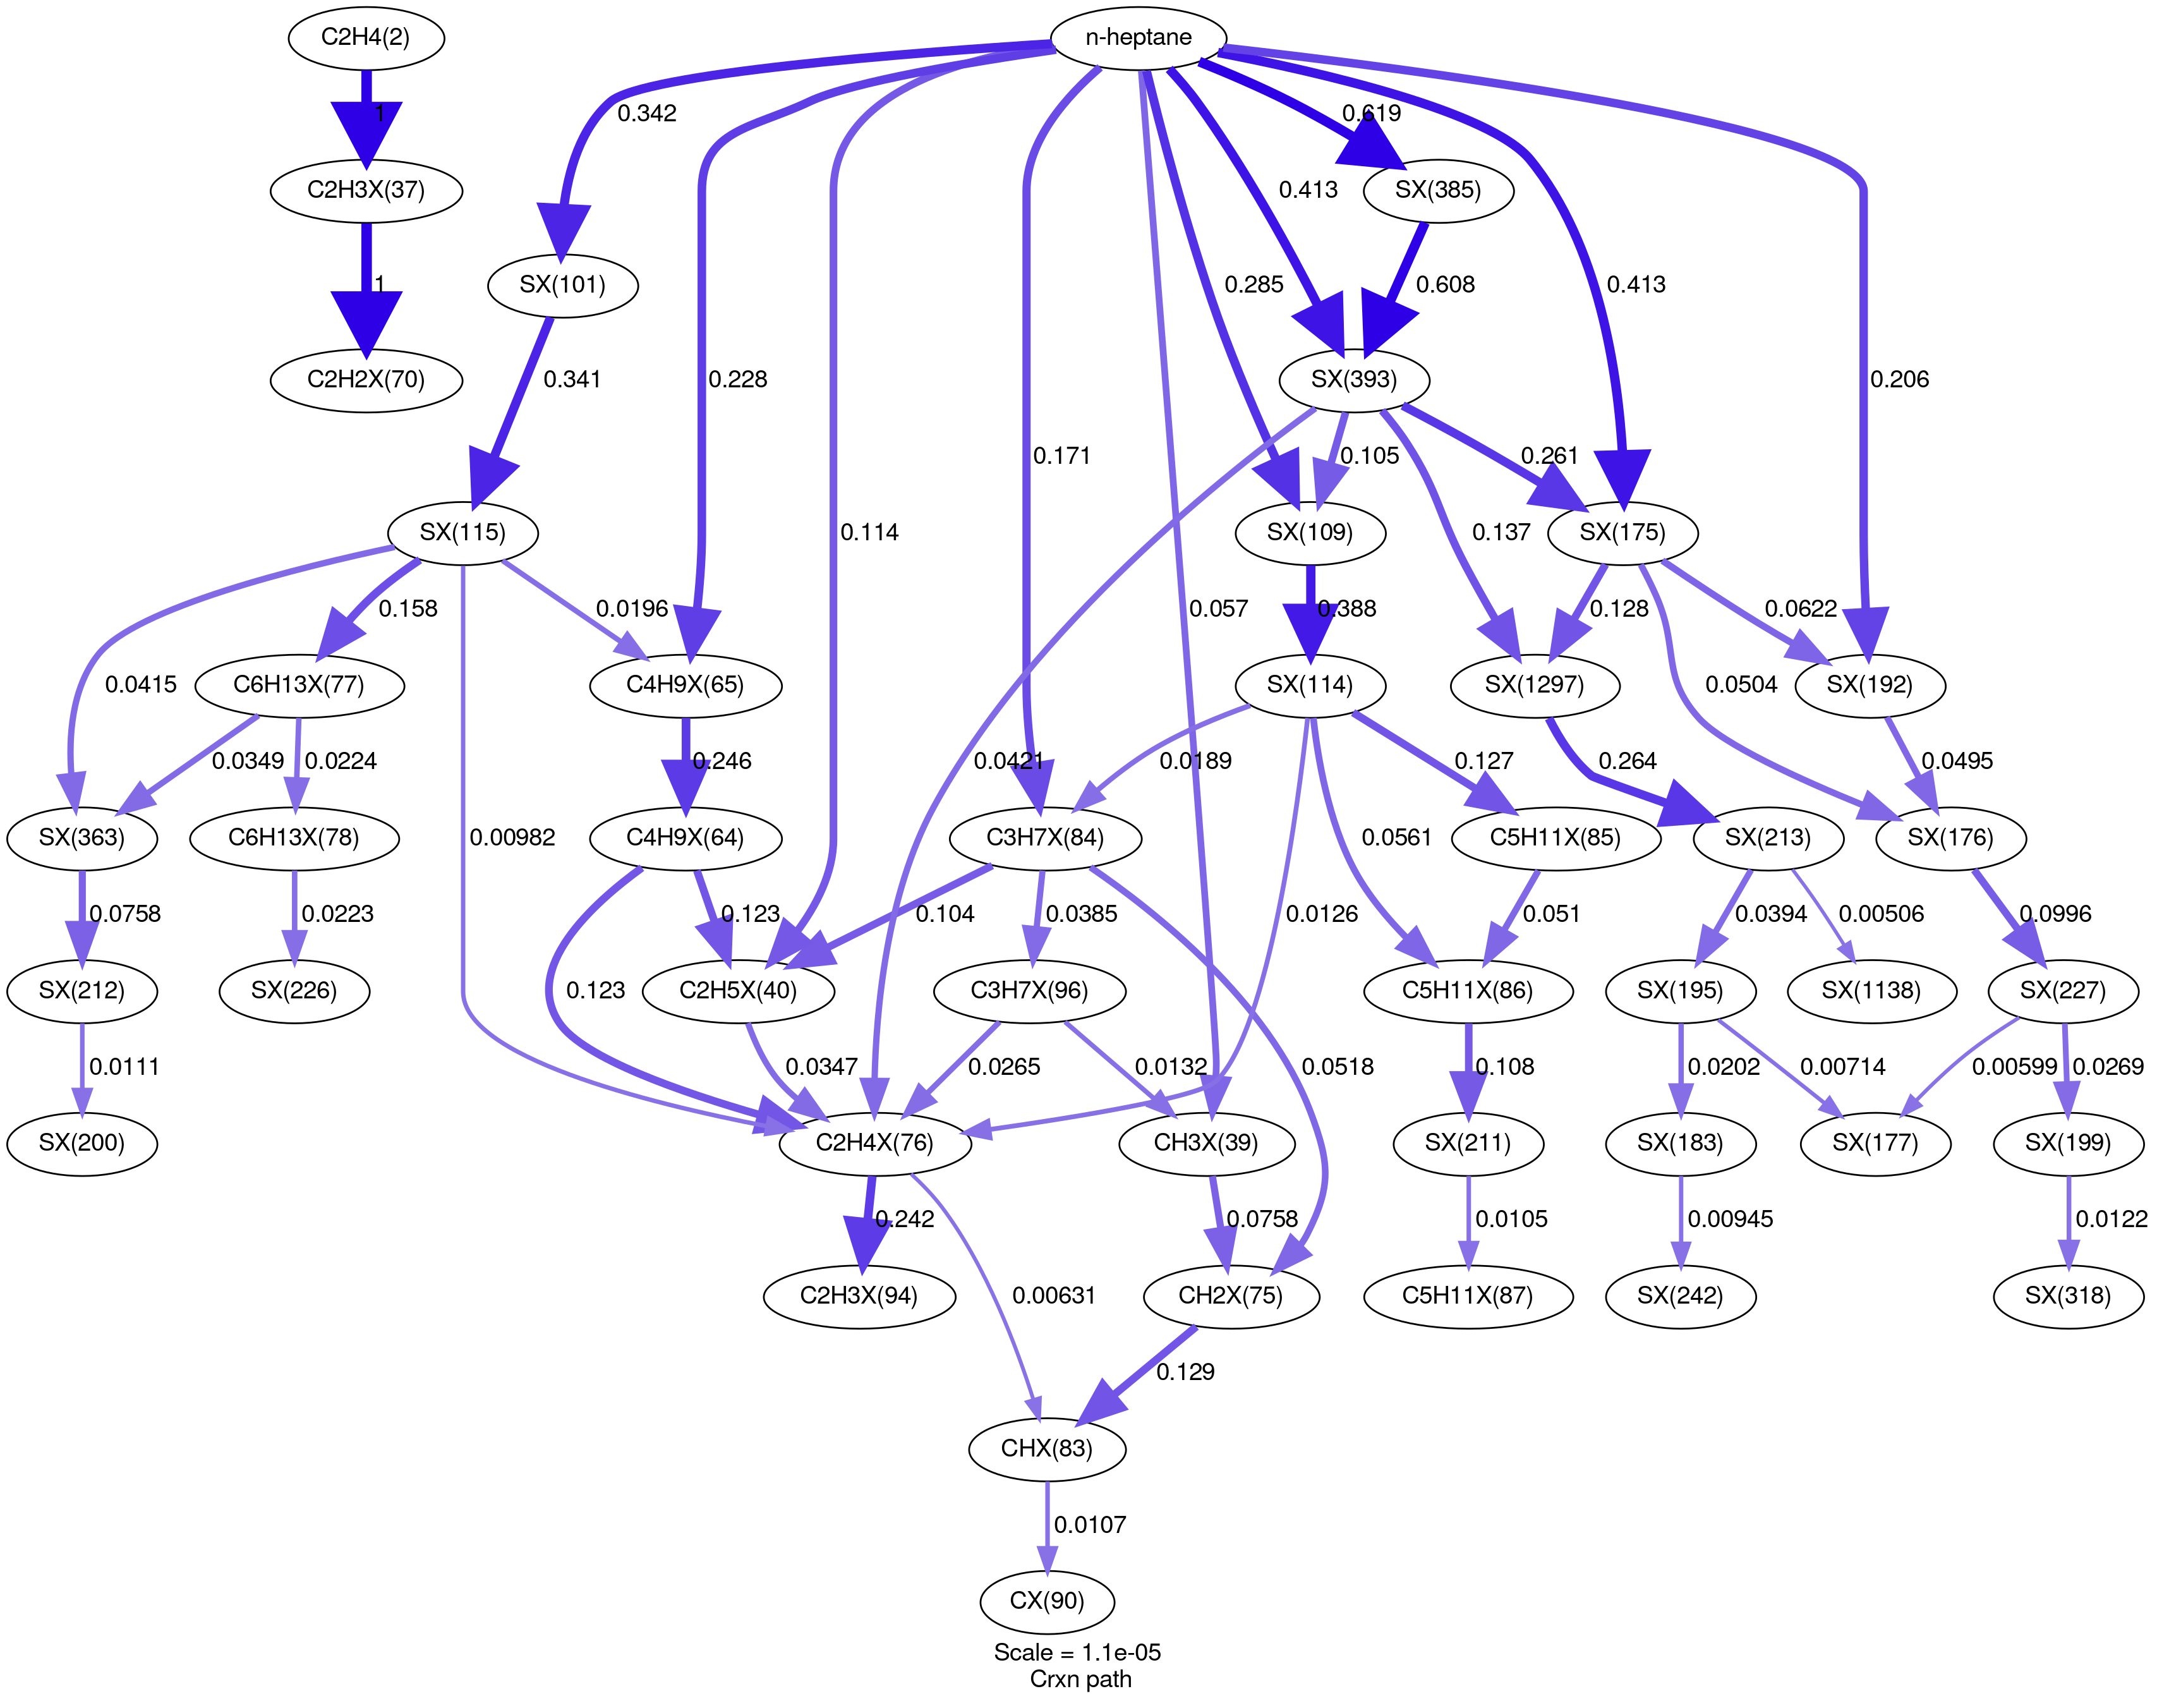 C2H4(2)
n-heptane
1
0.342
0.619
C2H3X(37)
0.413
SX(385)
1
SX(101)
0.285
0.608
0.413
C2H2X(70)
0.341
0.228
SX(393)
0.206
0.171
0.105
0.261
SX(115)
0.114
SX(109)
0.137
SX(175)
0.158
0.0196
0.057
0.388
0.128
0.0622
0.0415
C6H13X(77)
C4H9X(65)
SX(114)
SX(1297)
0.0504
SX(192)
0.0349
0.0224
0.246
0.0421
0.0189
0.127
0.264
0.0495
SX(363)
C6H13X(78)
0.00982
C4H9X(64)
C3H7X(84)
0.0561
C5H11X(85)
SX(213)
SX(176)
0.0758
0.0223
0.123
0.104
0.0385
0.0126
0.051
0.0394
0.00506
0.0996
SX(212)
SX(226)
0.123
C2H5X(40)
C3H7X(96)
C5H11X(86)
SX(195)
SX(1138)
SX(227)
0.0111
0.0347
0.0265
0.0132
0.0518
0.108
0.0202
0.00714
0.00599
0.0269
SX(200)
C2H4X(76)
CH3X(39)
SX(211)
SX(183)
SX(177)
SX(199)
0.242
0.00631
0.0758
0.0105
0.00945
0.0122
C2H3X(94)
CH2X(75)
C5H11X(87)
SX(242)
SX(318)
0.129
CHX(83)
0.0107
CX(90)
Scale = 1.1e-05
Crxn path